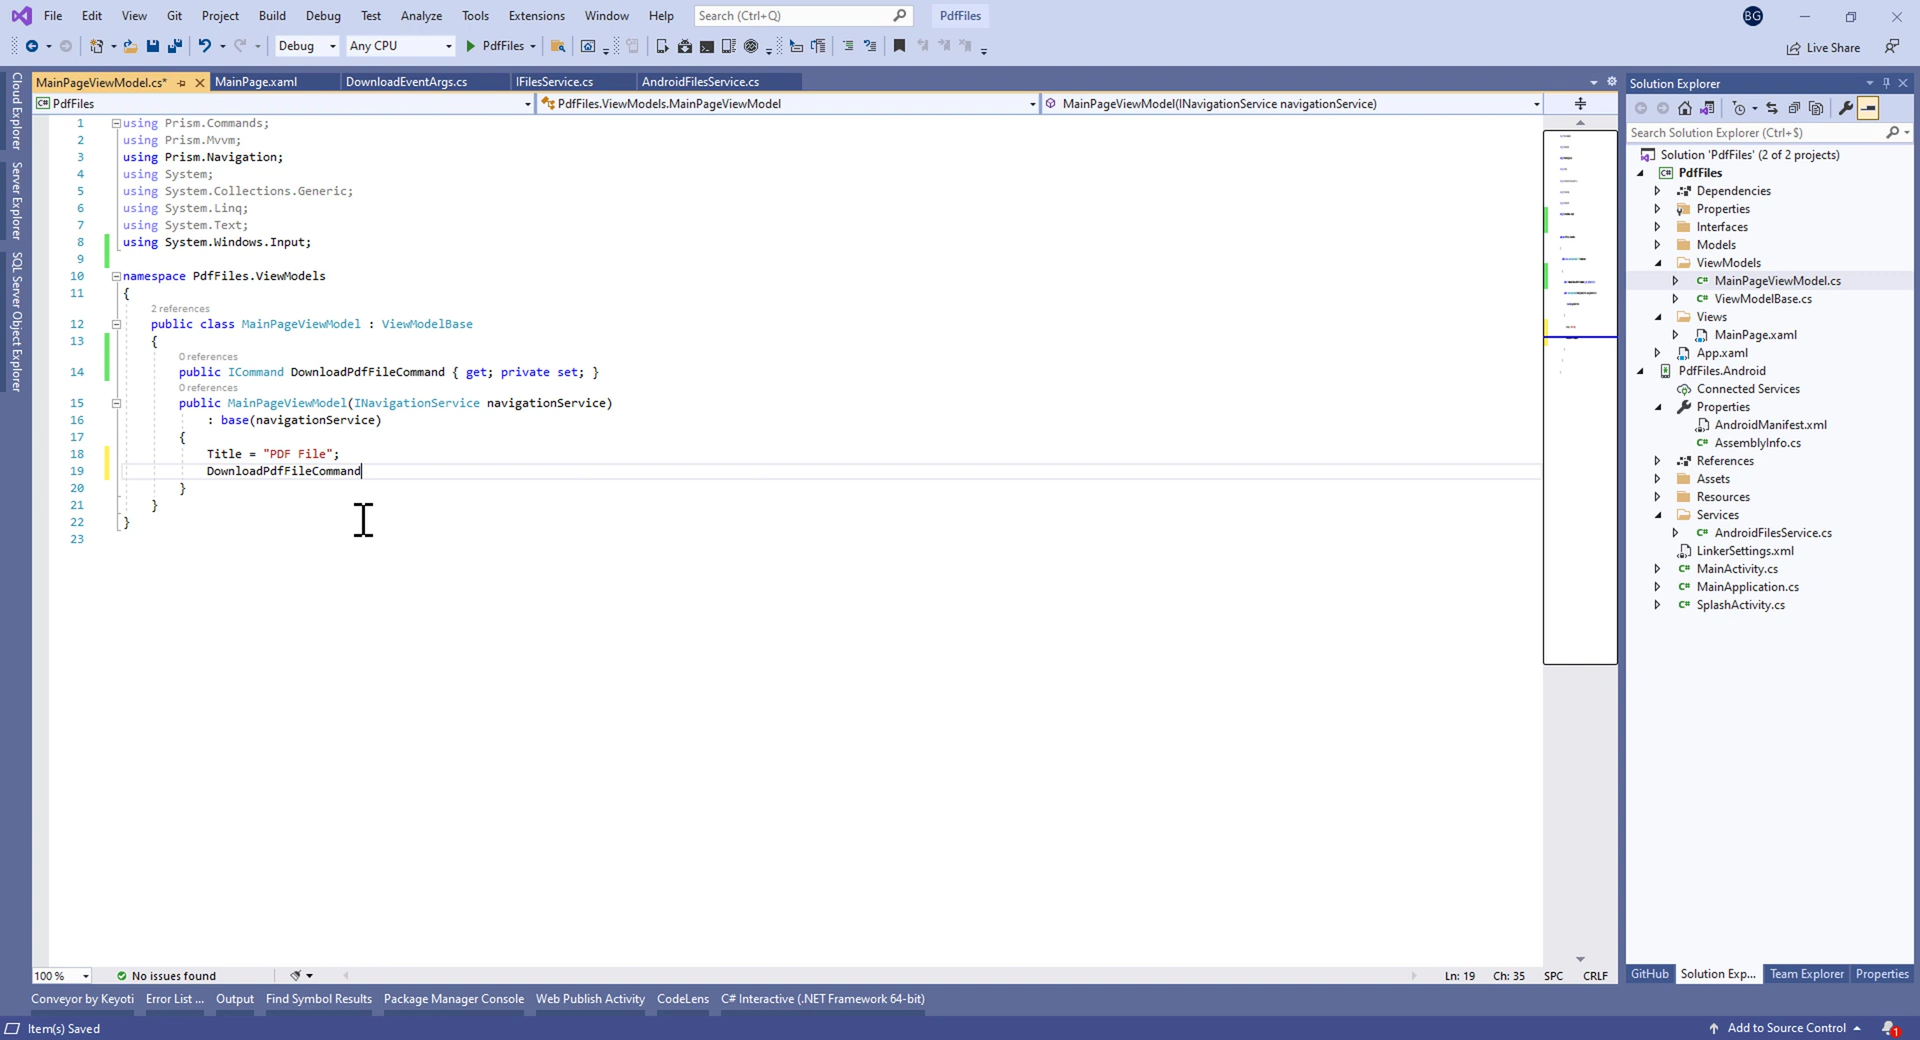 File Edit View Git Project Build Debug Test Analyze Tools Extensions Window Help Search (Ctrl+Q) PdfFiles BG
Debug Any CPU PdfFiles Live Share
MainPageViewModel.cs* MainPage.xaml DownloadEventArgs.cs IFilesService.cs AndroidFilesService.cs
PdfFiles PdfFiles.ViewModels.MainPageViewModel MainPageViewModel(INavigationService navigationService)
Cloud Explorer
Server Explorer
SQL Server Object Explorer
1 using Prism.Commands;
2 using Prism.Mvvm;
3 using Prism.Navigation;
4 using System;
5 using System.Collections.Generic;
6 using System.Linq;
7 using System.Text;
8 using System.Windows.Input;
9
10 namespace PdfFiles.ViewModels
11 {
2 references
12 public class MainPageViewModel : ViewModelBase
13 {
0 references
14 public ICommand DownloadPdfFileCommand { get; private set; }
0 references
15 public MainPageViewModel(INavigationService navigationService)
16 : base(navigationService)
17 {
18 Title = "PDF File";
19 DownloadPdfFileCommand
20 }
21 }
22 }
23
Solution Explorer
Search Solution Explorer (Ctrl+$)
Solution 'PdfFiles' (2 of 2 projects)
C# PdfFiles
Dependencies
Properties
Interfaces
Models
ViewModels
C# MainPageViewModel.cs
C# ViewModelBase.cs
Views
MainPage.xaml
App.xaml
PdfFiles.Android
Connected Services
Properties
AndroidManifest.xml
C# AssemblyInfo.cs
References
Assets
Resources
Services
C# AndroidFilesService.cs
LinkerSettings.xml
C# MainActivity.cs
C# MainApplication.cs
C# SplashActivity.cs
GitHub Solution Exp... Team Explorer Properties
100 % No issues found Ln: 19 Ch: 35 SPC CRLF
Conveyor by Keyoti Error List ... Output Find Symbol Results Package Manager Console Web Publish Activity CodeLens C# Interactive (.NET Framework 64-bit)
Item(s) Saved Add to Source Control 1